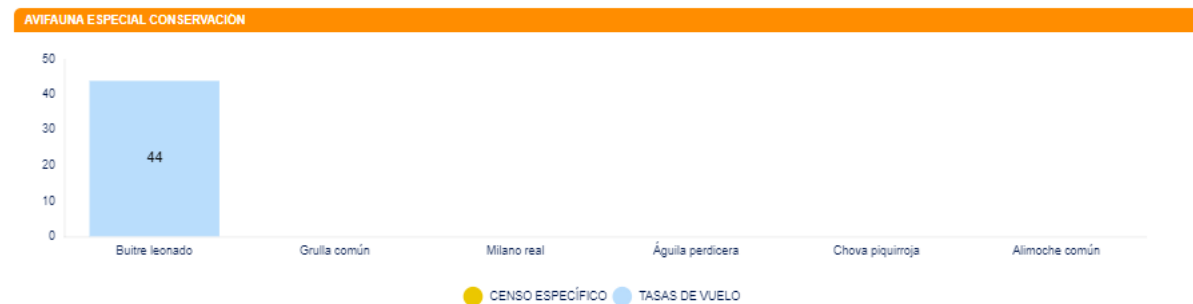 AVIFAUNA ESPECIAL CONSERVACIÓN
50
40
30
20
10
0
44
Buitre leonado Grulla común Milano real Águila perdicera Chova piquirroja Alimoche común
CENSO ESPECÍFICO TASAS DE VUELO